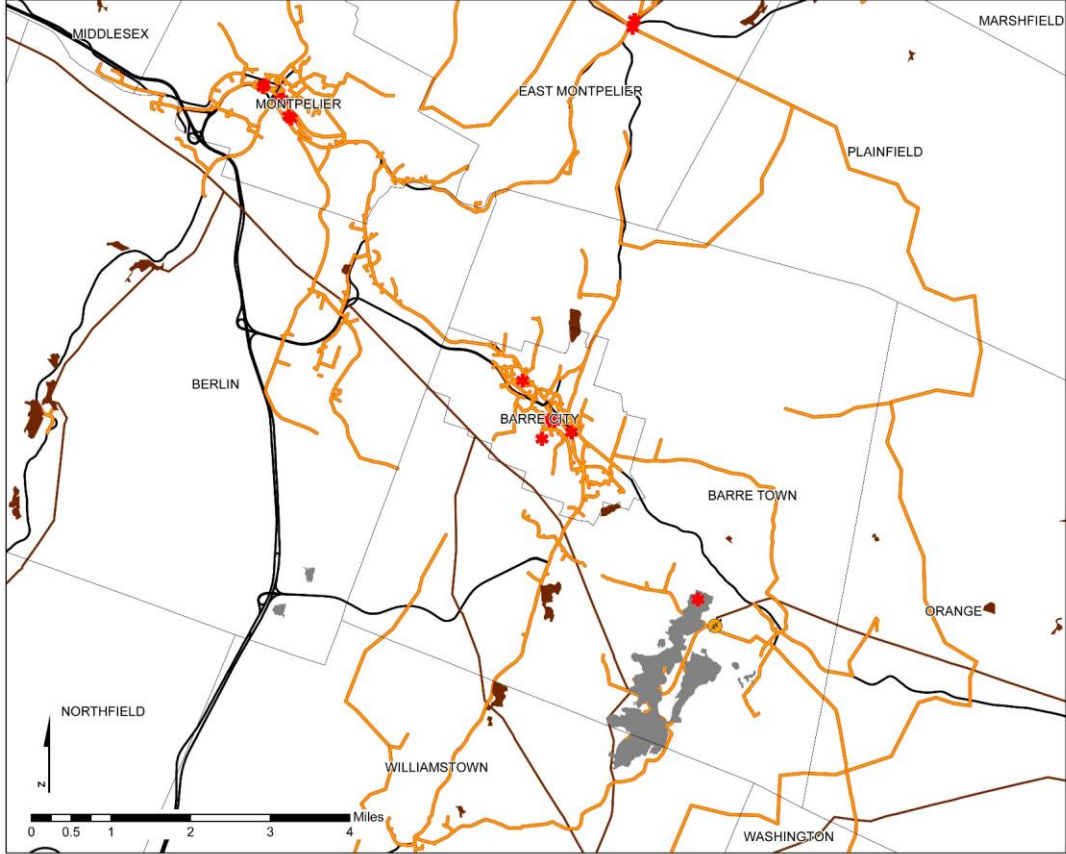 MARSHFIELD
MIDDLESEX
EAST MONTPELIER
MONTPELIER
PLAINFIELD
BERLIN
BARRE CITY
BARRE TOWN
ORANGE
NORTHFIELD
WILLIAMSTOWN
WASHINGTON
N
Miles
0 0.5 1 2 3 4